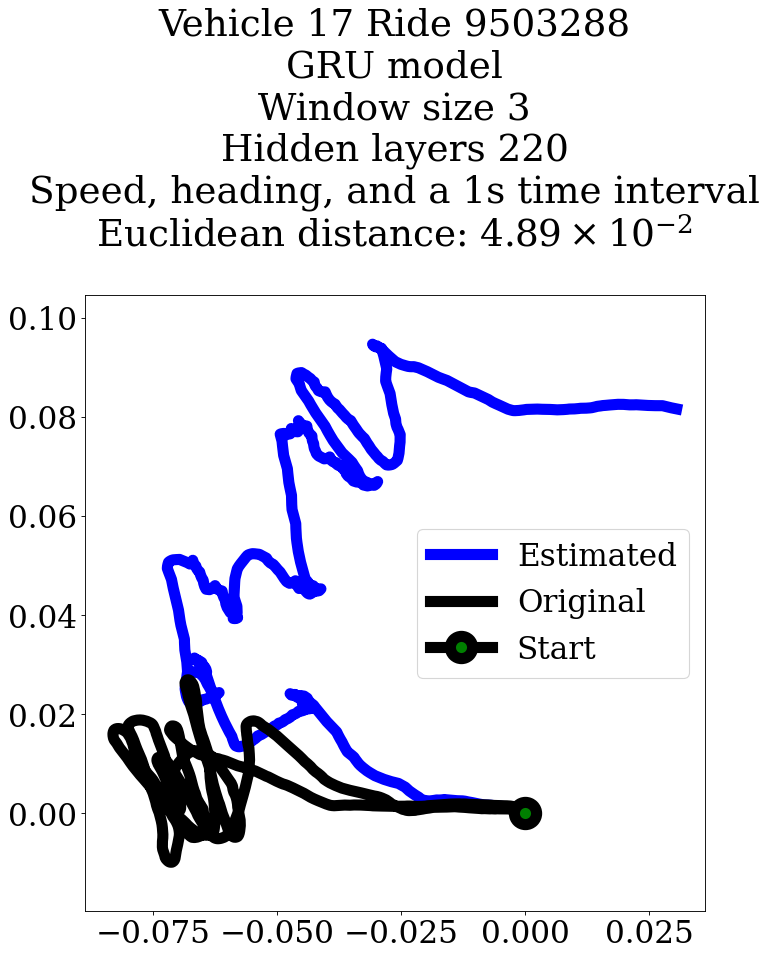 Vehicle 17 Ride 9503288
GRU model
Window size 3
Hidden layers 220
Speed, heading, and a 1s time interval
Euclidean distance: 4.89 × 10⁻²
0.10
0.08
0.06
0.04
0.02
0.00
Estimated
Original
Start
−0.075 −0.050 −0.025 0.000 0.025